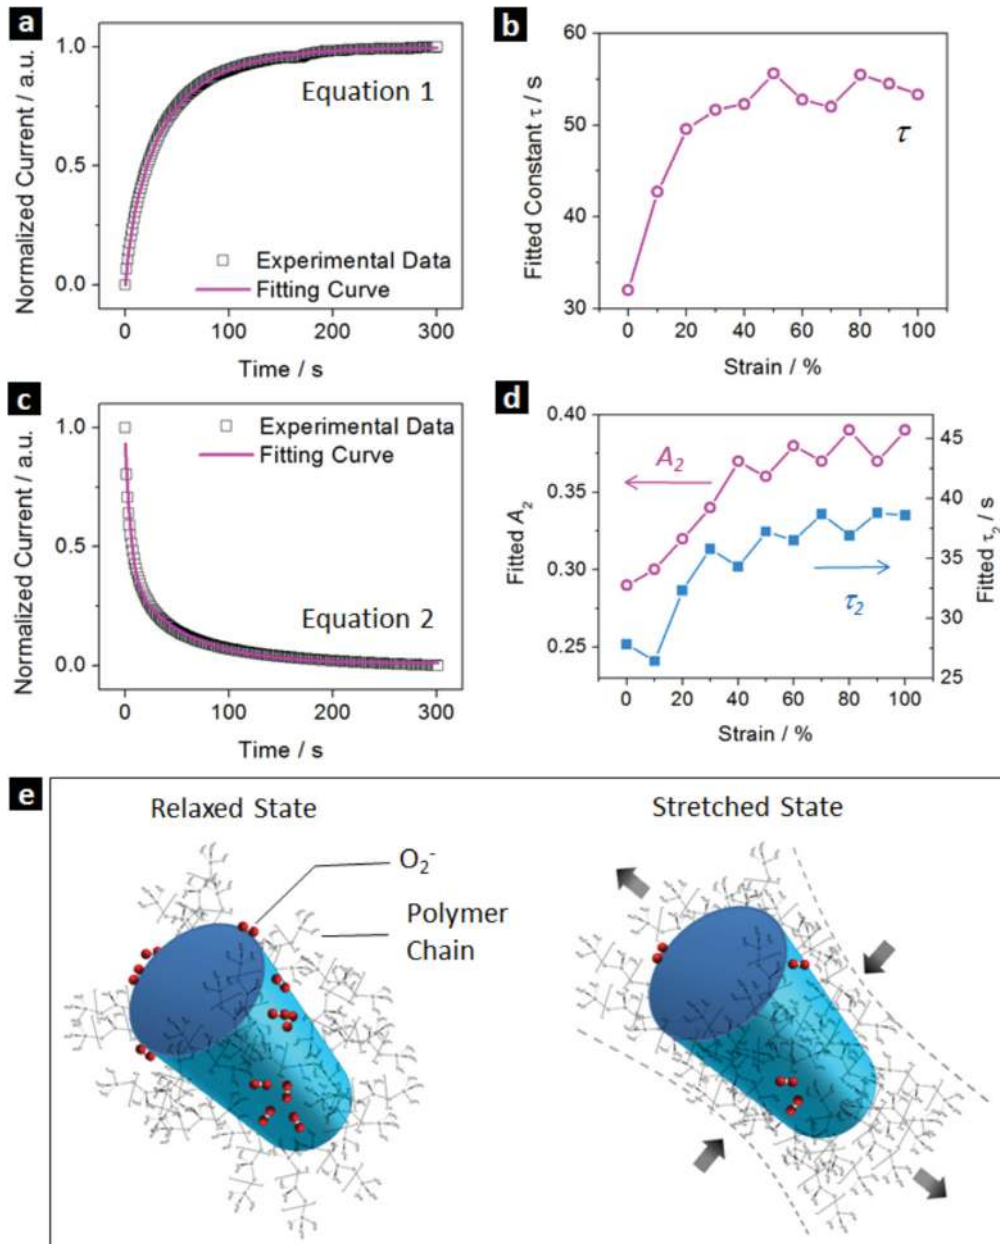 a
Normalized Current / a.u.
1.0
0.5
0.0
Equation 1
Experimental Data
Fitting Curve
0 100 200 300
Time / s
b
Fitted Constant τ / s
60
50
40
30
τ
0 20 40 60 80 100
Strain / %
c
Normalized Current / a.u.
1.0
0.5
0.0
Experimental Data
Fitting Curve
Equation 2
0 100 200 300
Time / s
d
Fitted A₂
0.40
0.35
0.30
0.25
A₂
τ₂
45
40
35
30
25
Fitted τ₂ / s
0 20 40 60 80 100
Strain / %
e
Relaxed State
Stretched State
O₂⁻
Polymer
Chain